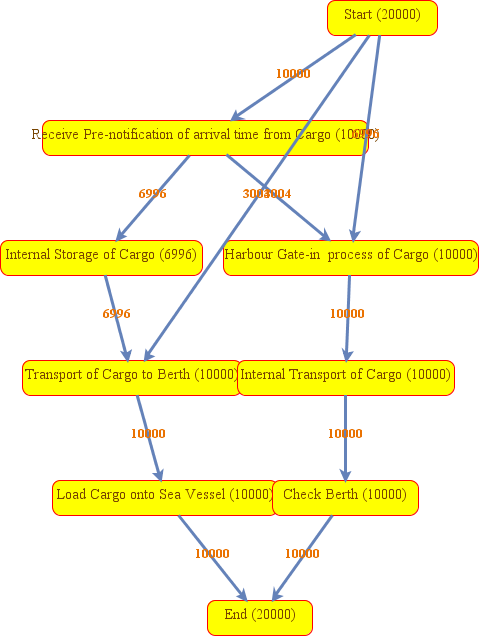 Start (20000)
10000
Receive Pre-notification of arrival time from Cargo (10000)
6996
Internal Storage of Cargo (6996)
Harbour Gate-in process of Cargo (10000)
6996
10000
Transport of Cargo to Berth (10000)
Internal Transport of Cargo (10000)
10000
10000
Load Cargo onto Sea Vessel (10000)
Check Berth (10000)
10000
10000
End (20000)